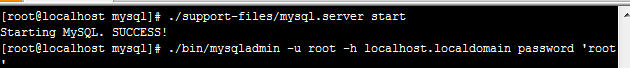 [root@localhost mysql]# ./support-files/mysql.server start
Starting MySQL. SUCCESS!
[root@localhost mysql]# ./bin/mysqladmin -u root -h localhost.localdomain password 'root
'